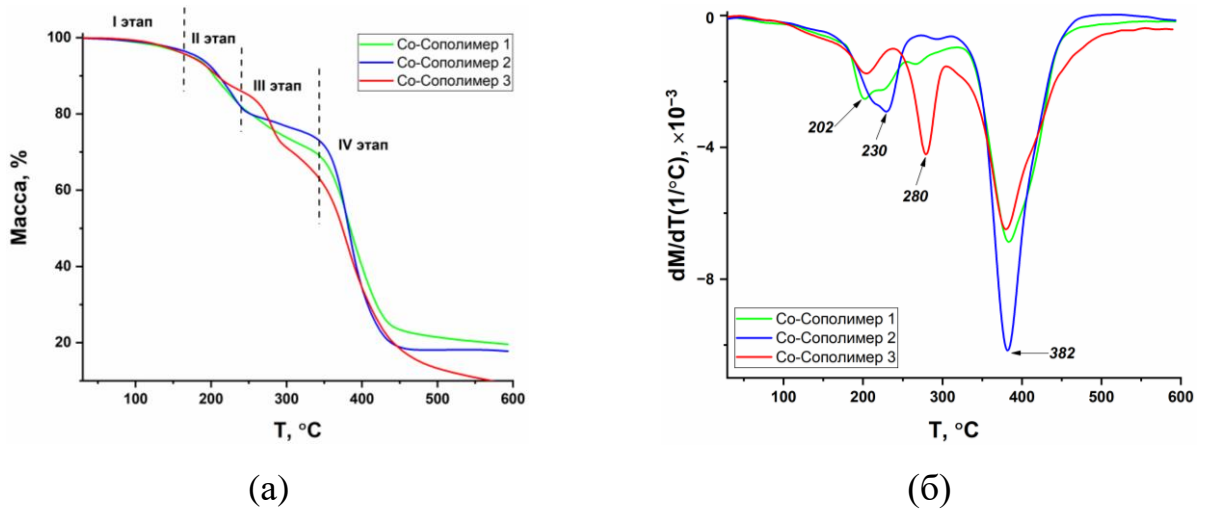 I этап
II этап
III этап
IV этап
Co-Сополимер 1
Co-Сополимер 2
Co-Сополимер 3
100
80
60
40
20
Масса, %
100
200
300
400
500
600
T, °C
(а)
0
−4
−8
dM/dT(1/°C), ×10⁻³
202
230
280
382
Co-Сополимер 1
Co-Сополимер 2
Co-Сополимер 3
100
200
300
400
500
600
T, °C
(б)